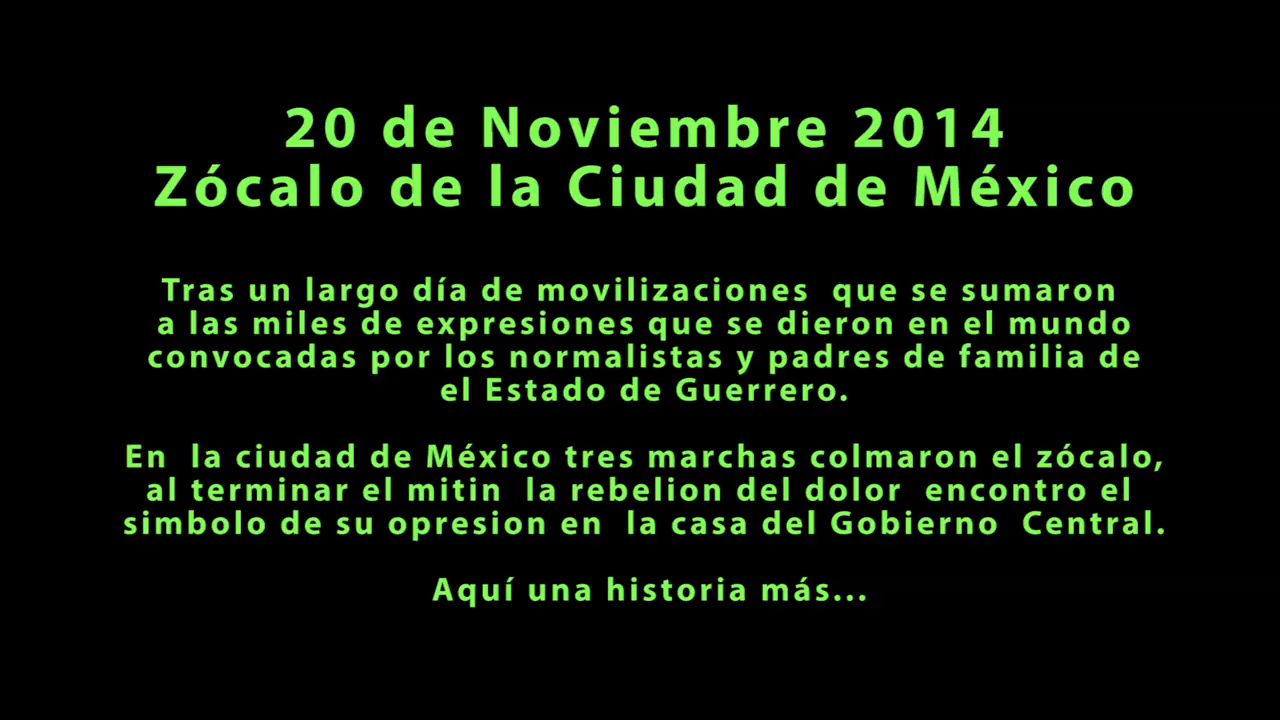 20 de Noviembre 2014
Zócalo de la Ciudad de México
Tras un largo día de movilizaciones que se sumaron
a las miles de expresiones que se dieron en el mundo
convocadas por los normalistas y padres de familia de
el Estado de Guerrero.
En la ciudad de México tres marchas colmaron el zócalo,
al terminar el mitin la rebelion del dolor encontro el
simbolo de su opresion en la casa del Gobierno Central.
Aquí una historia más...